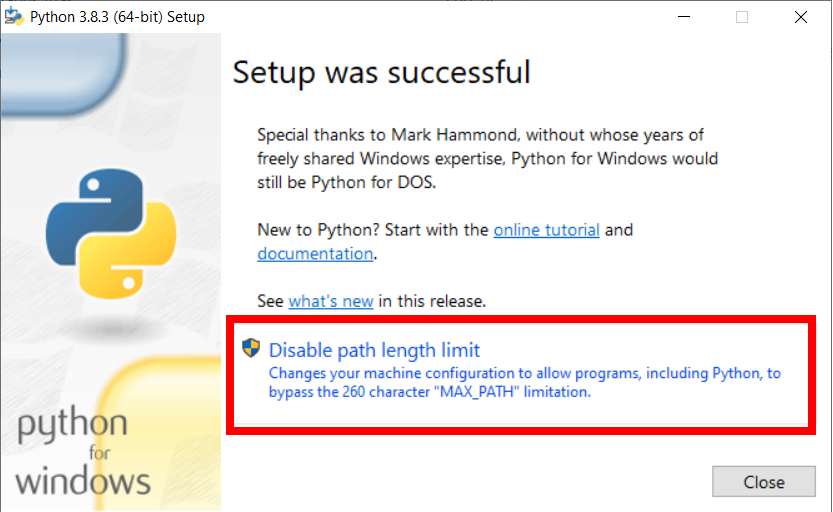 Python 3.8.3 (64-bit) Setup
Setup was successful
Special thanks to Mark Hammond, without whose years of
freely shared Windows expertise, Python for Windows would
still be Python for DOS.
New to Python? Start with the online tutorial and
documentation.
See what's new in this release.
Disable path length limit
Changes your machine configuration to allow programs, including Python, to
bypass the 260 character "MAX_PATH" limitation.
python
for
windows
Close